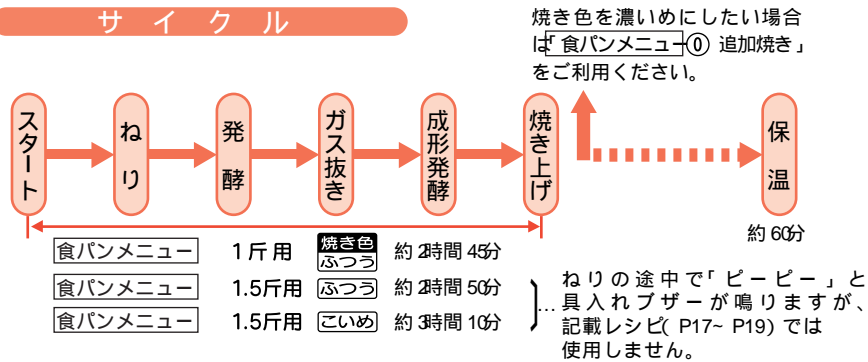 サイクル
焼き色を濃いめにしたい場合
は「食パンメニュー-⓪ 追加焼き」
をご利用ください。
スタート
ねり
発酵
ガス抜き
成形発酵
焼き上げ
保温
約60分
食パンメニュー 1斤用 焼き色 ふつう 約2時間45分
食パンメニュー 1.5斤用 ふつう 約2時間50分
食パンメニュー 1.5斤用 こいめ 約3時間10分
…ねりの途中で「ピーピー」と
具入れブザーが鳴りますが、
記載レシピ(P17~P19)では
使用しません。